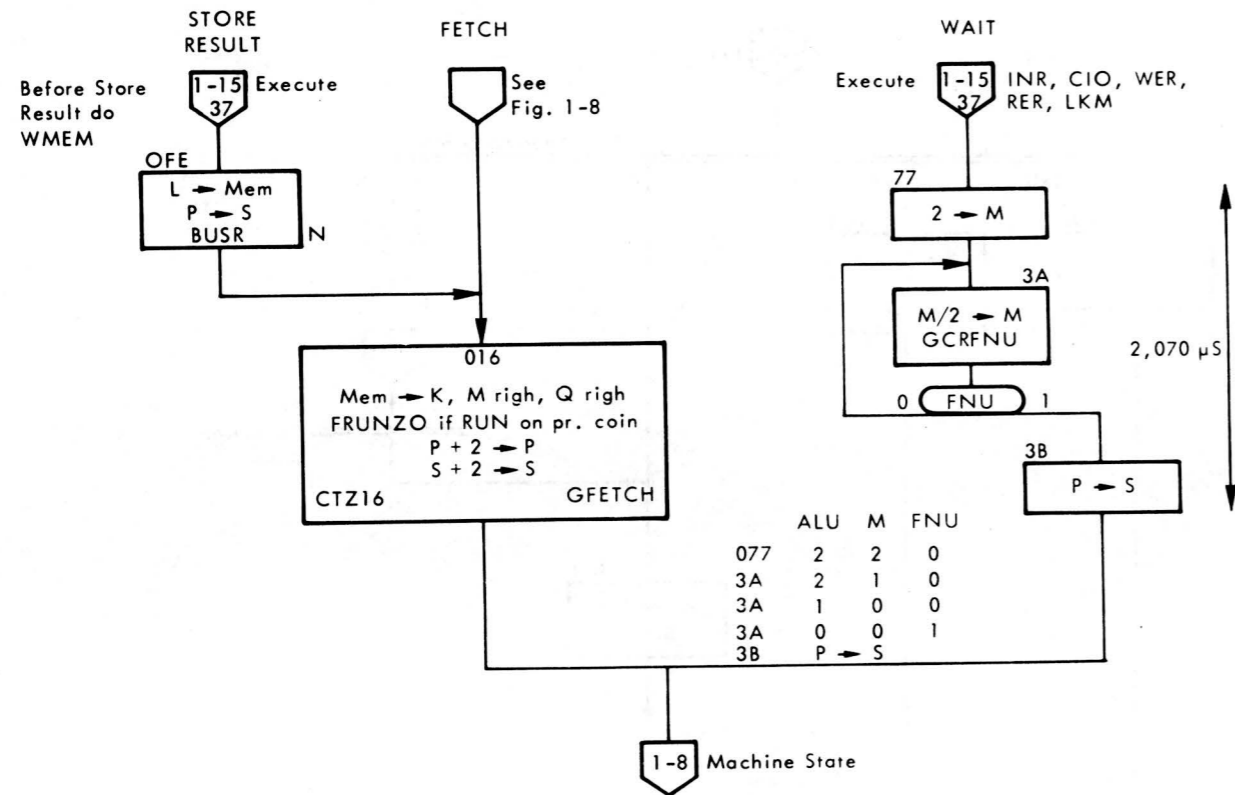 STORE
RESULT
FETCH
WAIT
Before Store
Result do
WMEM
1-15
37
Execute
See
Fig. 1-8
Execute
1-15
37
INR, CIO, WER,
RER, LKM
OFE
L → Mem
P → S
BUSR
N
77
2 → M
3A
M/2 → M
GCRFNU
0
FNU
1
2,070 µS
016
Mem → K, M righ, Q righ
FRUNZO if RUN on pr. coin
P + 2 → P
S + 2 → S
CTZ16
GFETCH
3B
P → S
ALU M FNU
077 2 2 0
3A 2 1 0
3A 1 0 0
3A 0 0 1
3B P → S
1-8
Machine State